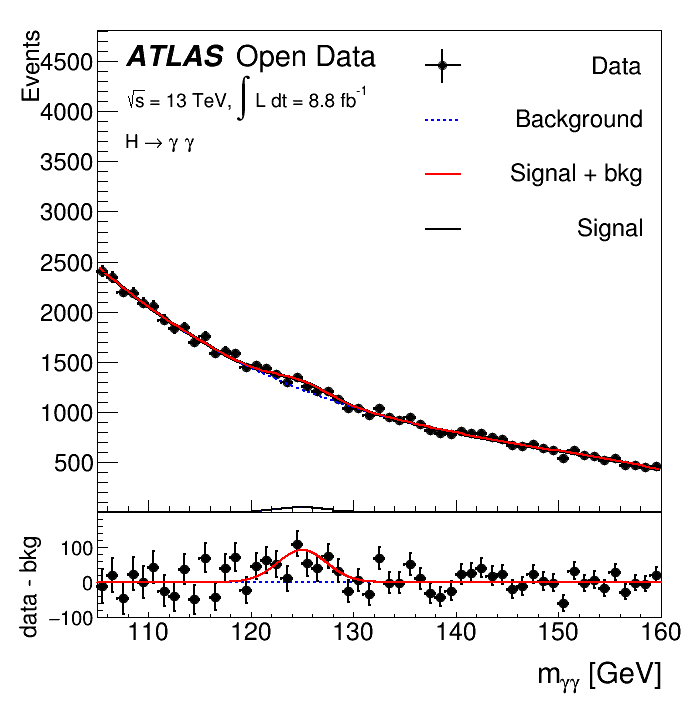 Events
4500
4000
3500
3000
2500
2000
1500
1000
500
ATLAS Open Data
√s = 13 TeV, ∫ L dt = 8.8 fb⁻¹
H → γ γ
Data
Background
Signal + bkg
Signal
data - bkg
100
0
−100
110 120 130 140 150 160
mγγ [GeV]